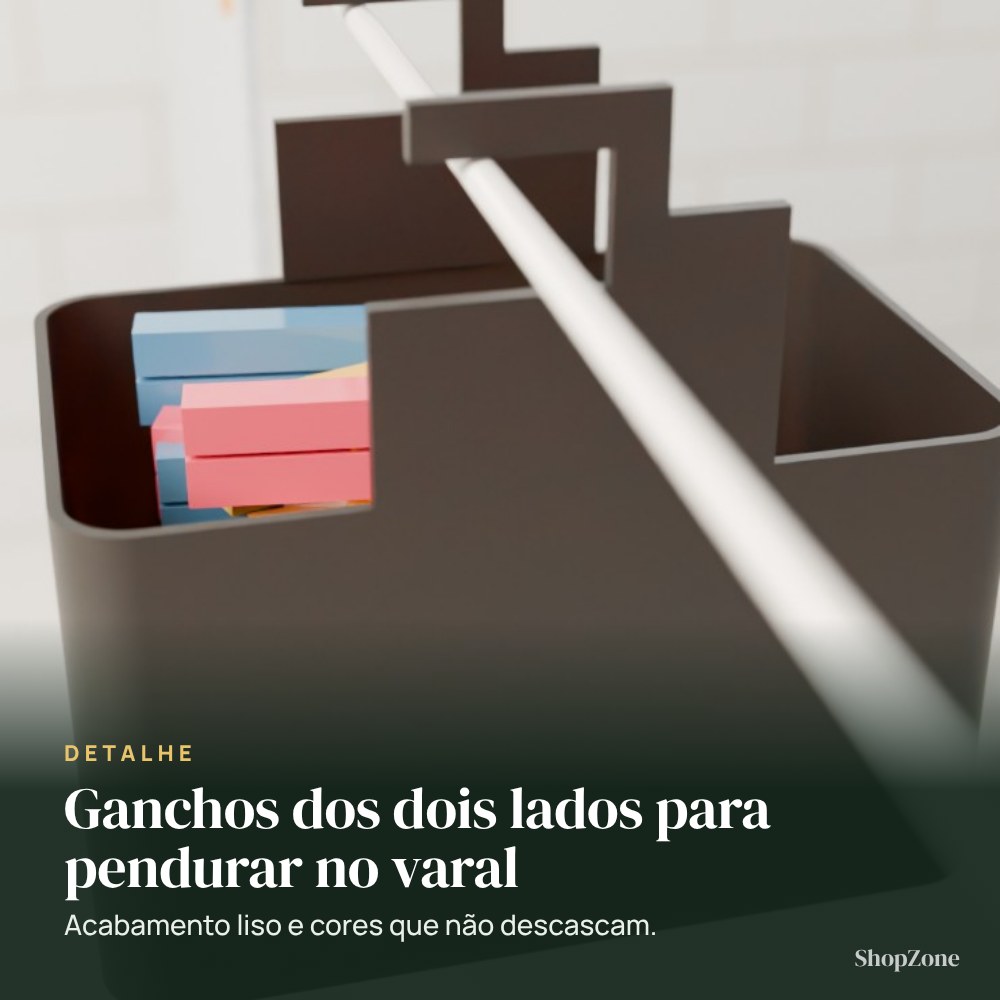 DETALHE
Ganchos dos dois lados para
pendurar no varal
Acabamento liso e cores que não descascam.
ShopZone